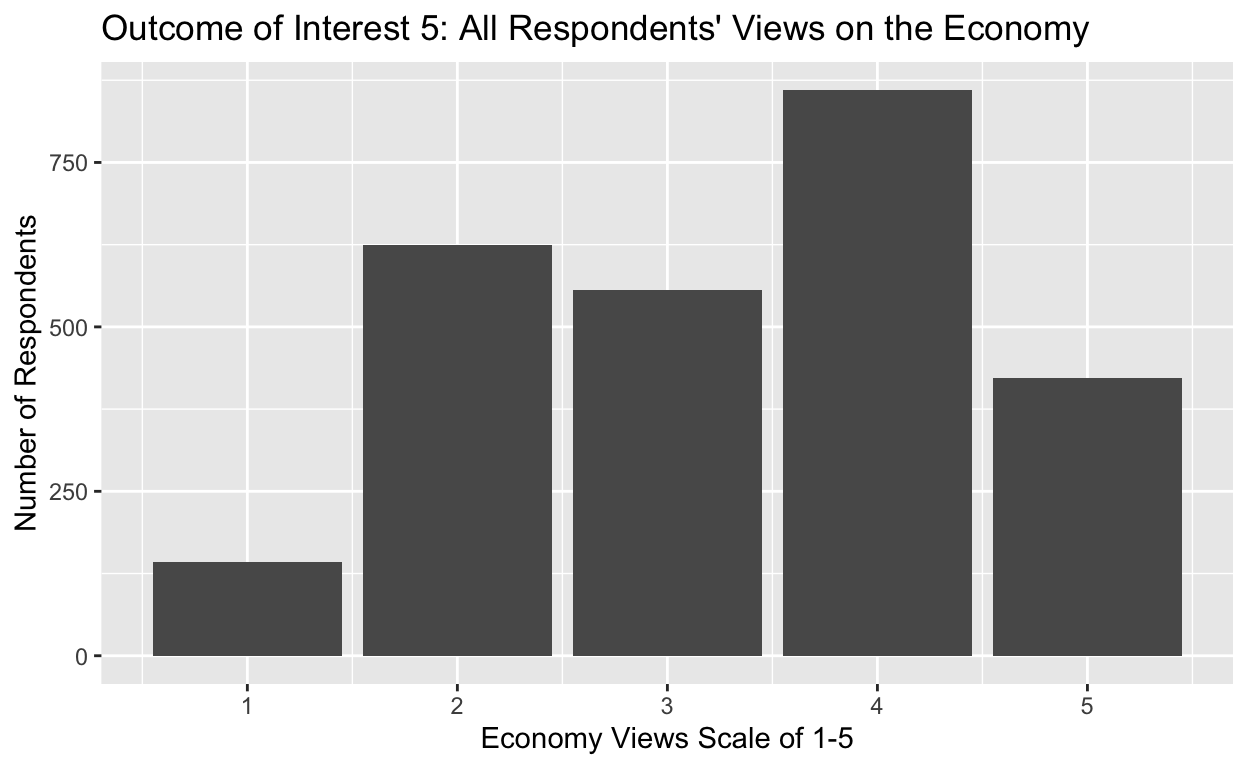 Outcome of Interest 5: All Respondents' Views on the Economy
Number of Respondents
750
500
250
0
1 2 3 4 5
Economy Views Scale of 1-5